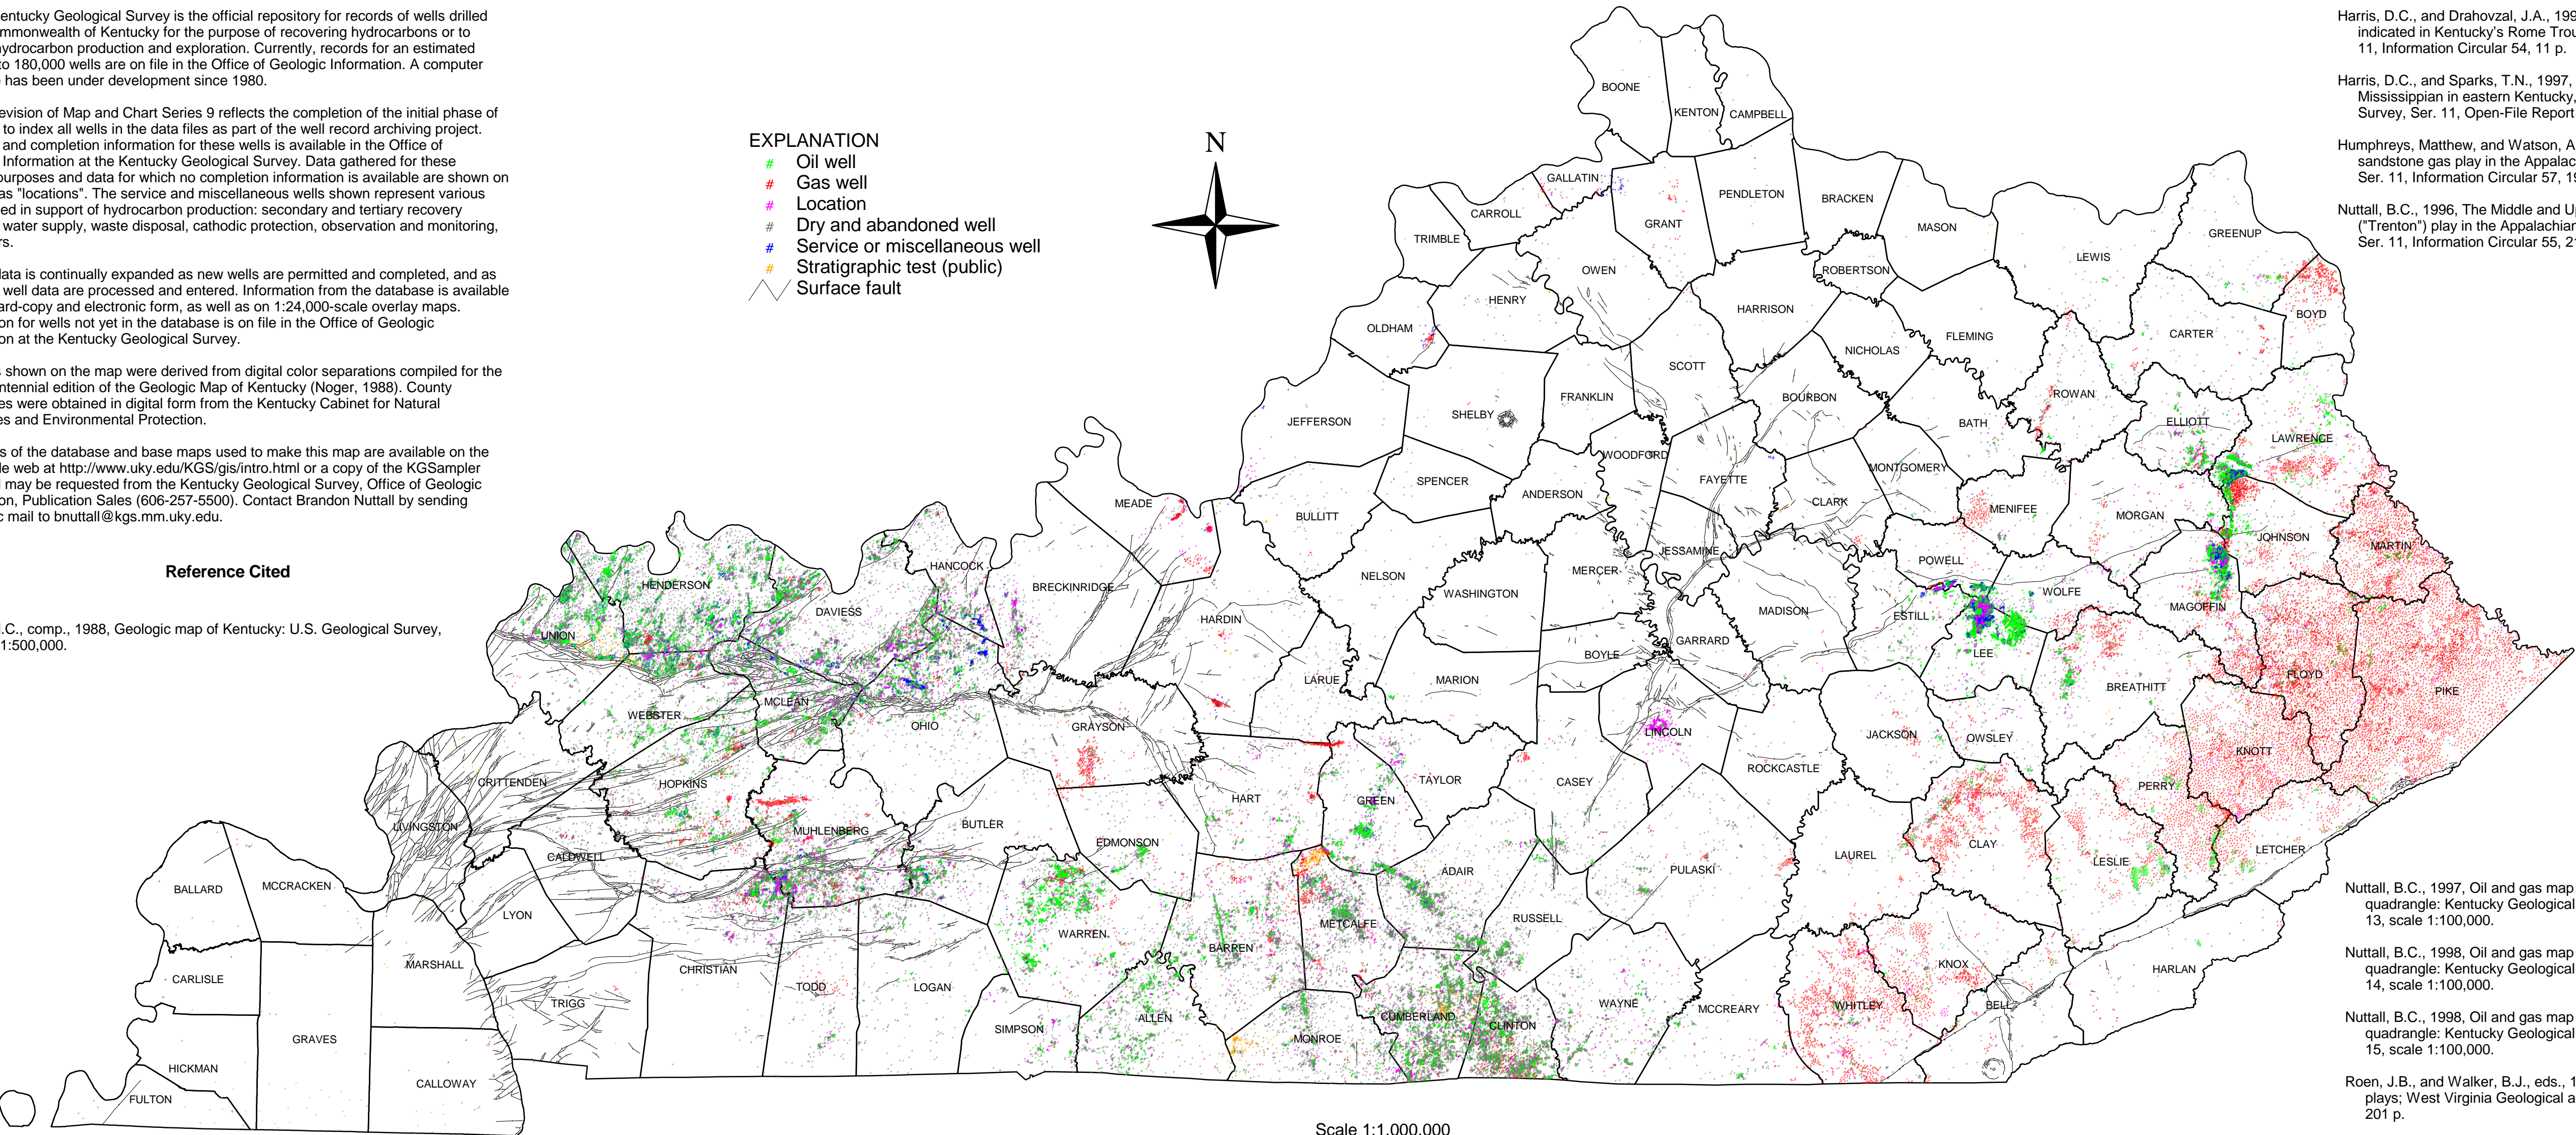 entucky Geological Survey is the official repository for records of wells drilled
mmonwealth of Kentucky for the purpose of recovering hydrocarbons or to
hydrocarbon production and exploration. Currently, records for an estimated
to 180,000 wells are on file in the Office of Geologic Information. A computer
has been under development since 1980.
evision of Map and Chart Series 9 reflects the completion of the initial phase of
to index all wells in the data files as part of the well record archiving project.
and completion information for these wells is available in the Office of
Information at the Kentucky Geological Survey. Data gathered for these
ourposes and data for which no completion information is available are shown on
as "locations". The service and miscellaneous wells shown represent various
ed in support of hydrocarbon production: secondary and tertiary recovery
water supply, waste disposal, cathodic protection, observation and monitoring,
rs.
data is continually expanded as new wells are permitted and completed, and as
well data are processed and entered. Information from the database is available
ard-copy and electronic form, as well as on 1:24,000-scale overlay maps.
on for wells not yet in the database is on file in the Office of Geologic
on at the Kentucky Geological Survey.
s shown on the map were derived from digital color separations compiled for the
ntennial edition of the Geologic Map of Kentucky (Noger, 1988). County
es were obtained in digital form from the Kentucky Cabinet for Natural
es and Environmental Protection.
s of the database and base maps used to make this map are available on the
de web at http://www.uky.edu/KGS/gis/intro.html or a copy of the KGSampler
may be requested from the Kentucky Geological Survey, Office of Geologic
on, Publication Sales (606-257-5500). Contact Brandon Nuttall by sending
c mail to bnuttall@kgs.mm.uky.edu.
Reference Cited
.C., comp., 1988, Geologic map of Kentucky: U.S. Geological Survey,
1:500,000.
EXPLANATION
# Oil well
# Gas well
# Location
# Dry and abandoned well
# Service or miscellaneous well
# Stratigraphic test (public)
Surface fault
N
Harris, D.C., and Drahovzal, J.A., 199
indicated in Kentucky's Rome Trou
11, Information Circular 54, 11 p.
Harris, D.C., and Sparks, T.N., 1997,
Mississippian in eastern Kentucky,
Survey, Ser. 11, Open-File Report
Humphreys, Matthew, and Watson, A
sandstone gas play in the Appalac
Ser. 11, Information Circular 57, 19
Nuttall, B.C., 1996, The Middle and Up
("Trenton") play in the Appalachian
Ser. 11, Information Circular 55, 21
BOONE
KENTON
CAMPBELL
GALLATIN
CARROLL
TRIMBLE
GRANT
PENDLETON
BRACKEN
MASON
OWEN
ROBERTSON
LEWIS
GREENUP
HENRY
OLDHAM
HARRISON
FLEMING
NICHOLAS
CARTER
BOYD
SCOTT
FRANKLIN
SHELBY
JEFFERSON
BOURBON
ROWAN
BATH
ELLIOTT
LAWRENCE
WOODFORD
FAYETTE
MONTGOMERY
SPENCER
ANDERSON
CLARK
MENIFEE
MORGAN
MEADE
BULLITT
JOHNSON
MARTIN
JESSAMINE
POWELL
HANCOCK
HENDERSON
BRECKINRIDGE
NELSON
MERCER
WASHINGTON
WOLFE
MAGOFFIN
DAVIESS
UNION
HARDIN
MADISON
ESTILL
GARRARD
BOYLE
LEE
LARUE
MARION
FLOYD
BREATHITT
PIKE
WEBSTER
MCLEAN
OHIO
GRAYSON
LINCOLN
JACKSON
OWSLEY
KNOTT
CRITTENDEN
HOPKINS
HART
GREEN
TAYLOR
CASEY
ROCKCASTLE
PERRY
LIVINGSTON
MUHLENBERG
BUTLER
EDMONSON
CALDWELL
CLAY
LAUREL
LESLIE
LETCHER
ADAIR
PULASKI
BALLARD
MCCRACKEN
LYON
RUSSELL
METCALFE
WARREN
BARREN
CARLISLE
MARSHALL
CHRISTIAN
TODD
LOGAN
KNOX
HARLAN
TRIGG
WAYNE
MCCREARY
WHITLEY
BELL
SIMPSON
ALLEN
MONROE
CUMBERLAND
CLINTON
GRAVES
HICKMAN
CALLOWAY
FULTON
Nuttall, B.C., 1997, Oil and gas map
quadrangle: Kentucky Geological
13, scale 1:100,000.
Nuttall, B.C., 1998, Oil and gas map
quadrangle: Kentucky Geological
14, scale 1:100,000.
Nuttall, B.C., 1998, Oil and gas map
quadrangle: Kentucky Geological
15, scale 1:100,000.
Roen, J.B., and Walker, B.J., eds., 1
plays; West Virginia Geological a
201 p.
Scale 1:1,000,000